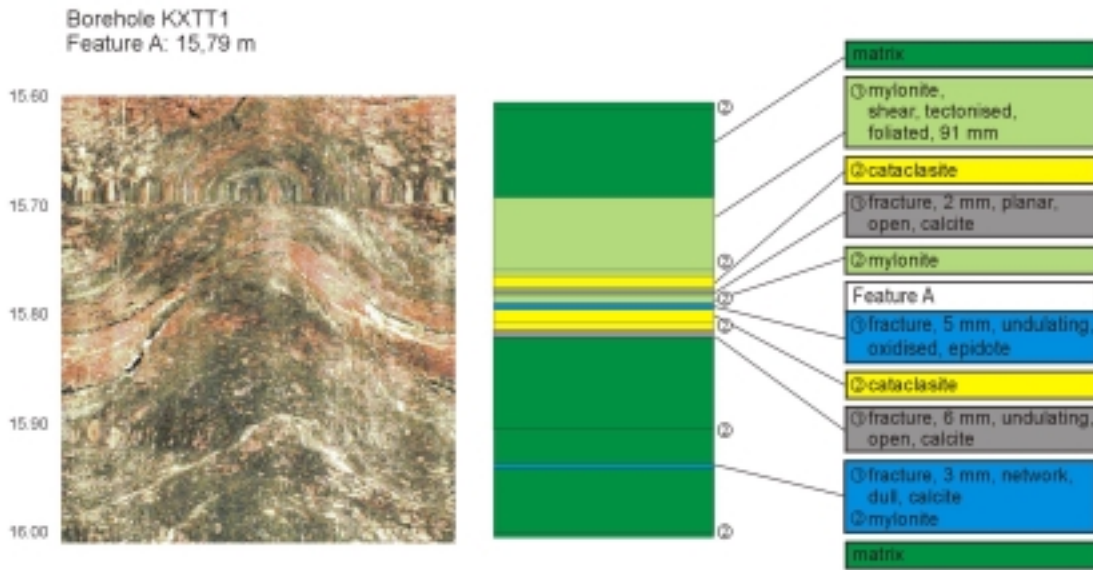 Borehole KXTT1
Feature A: 15,79 m
15.60
15.70
15.80
15.90
16.00
②
②
②
②
②
②
matrix
①mylonite,
shear, tectonised,
foliated, 91 mm
②cataclasite
①fracture, 2 mm, planar,
open, calcite
②mylonite
Feature A
①fracture, 5 mm, undulating,
oxidised, epidote
②cataclasite
①fracture, 6 mm, undulating,
open, calcite
①fracture, 3 mm, network,
dull, calcite
②mylonite
matrix